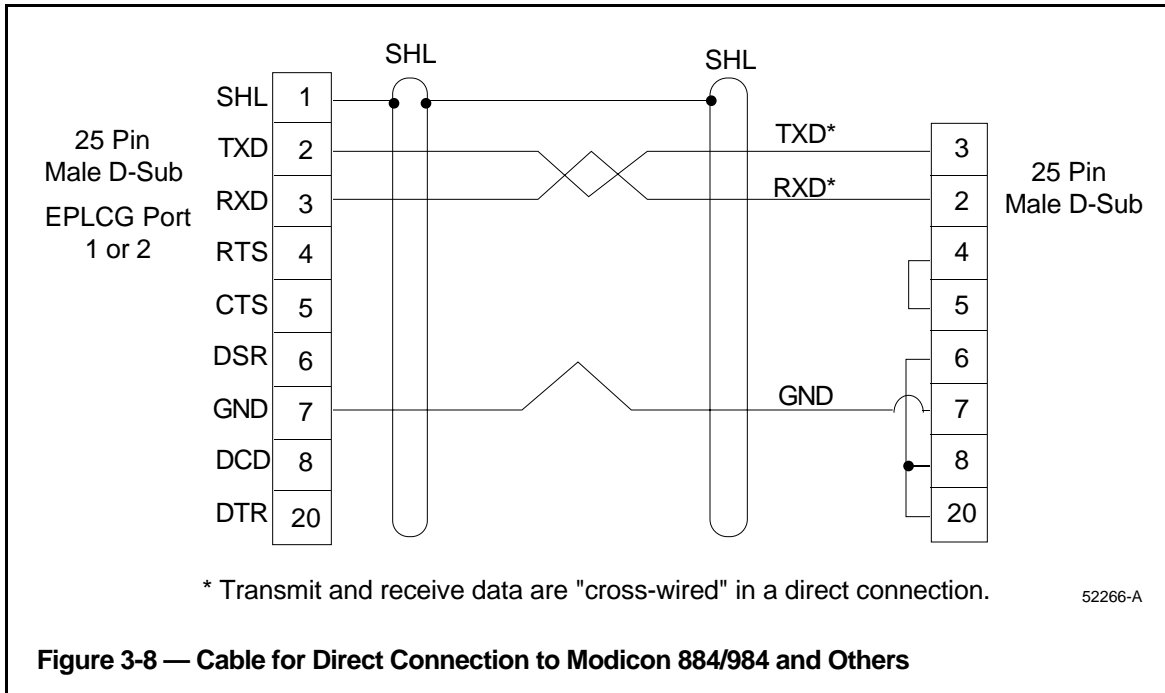 SHL
SHL
SHL 1
25 Pin
Male D-Sub
EPLCG Port
1 or 2
TXD 2
RXD 3
RTS 4
CTS 5
DSR 6
GND 7
DCD 8
DTR 20
TXD*
RXD*
GND
3
2
4
5
6
7
8
20
25 Pin
Male D-Sub
* Transmit and receive data are "cross-wired" in a direct connection.
52266-A
Figure 3-8 — Cable for Direct Connection to Modicon 884/984 and Others